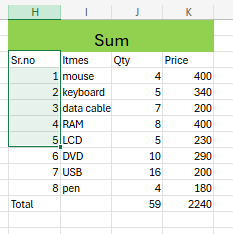 H I J K
Sum
Sr.no Itmes Qty Price
1 mouse 4 400
2 keyboard 5 340
3 data cable 7 200
4 RAM 8 400
5 LCD 5 230
6 DVD 10 290
7 USB 16 200
8 pen 4 180
Total 59 2240